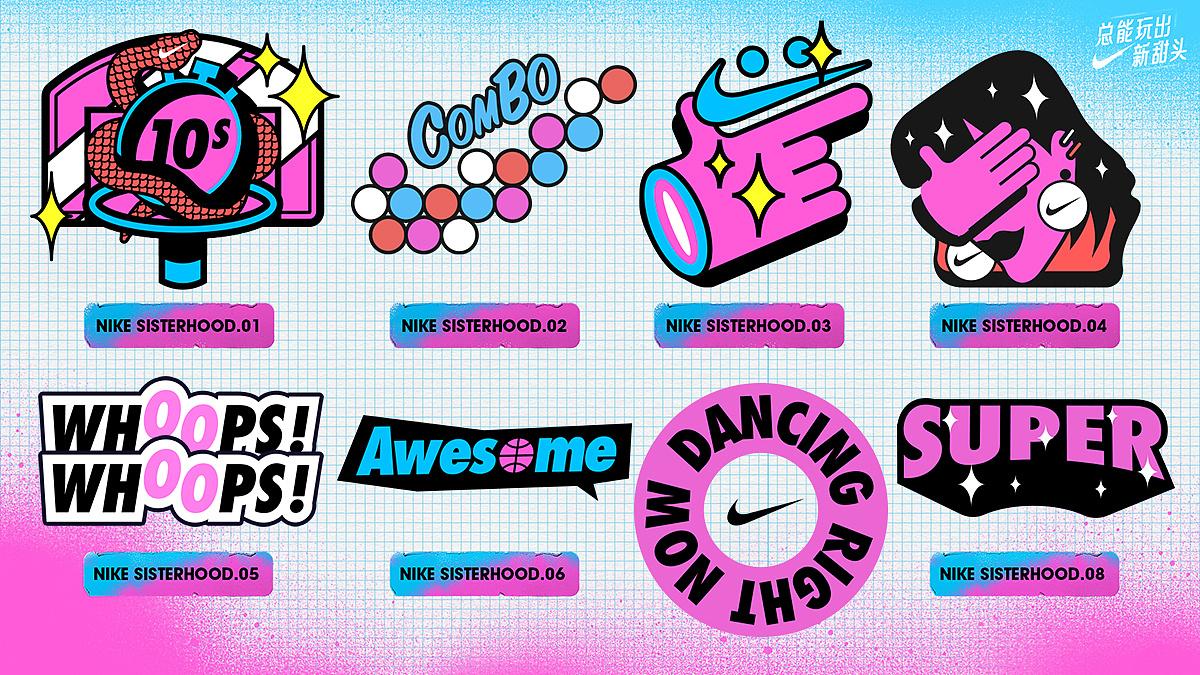 总能玩出
新甜头
10S
COMBO
NIKE SISTERHOOD.01
NIKE SISTERHOOD.02
NIKE SISTERHOOD.03
NIKE SISTERHOOD.04
WHOOPS!
WHOOPS!
Awesome
DANCING RIGHT NOW
SUPER
NIKE SISTERHOOD.05
NIKE SISTERHOOD.06
NIKE SISTERHOOD.08